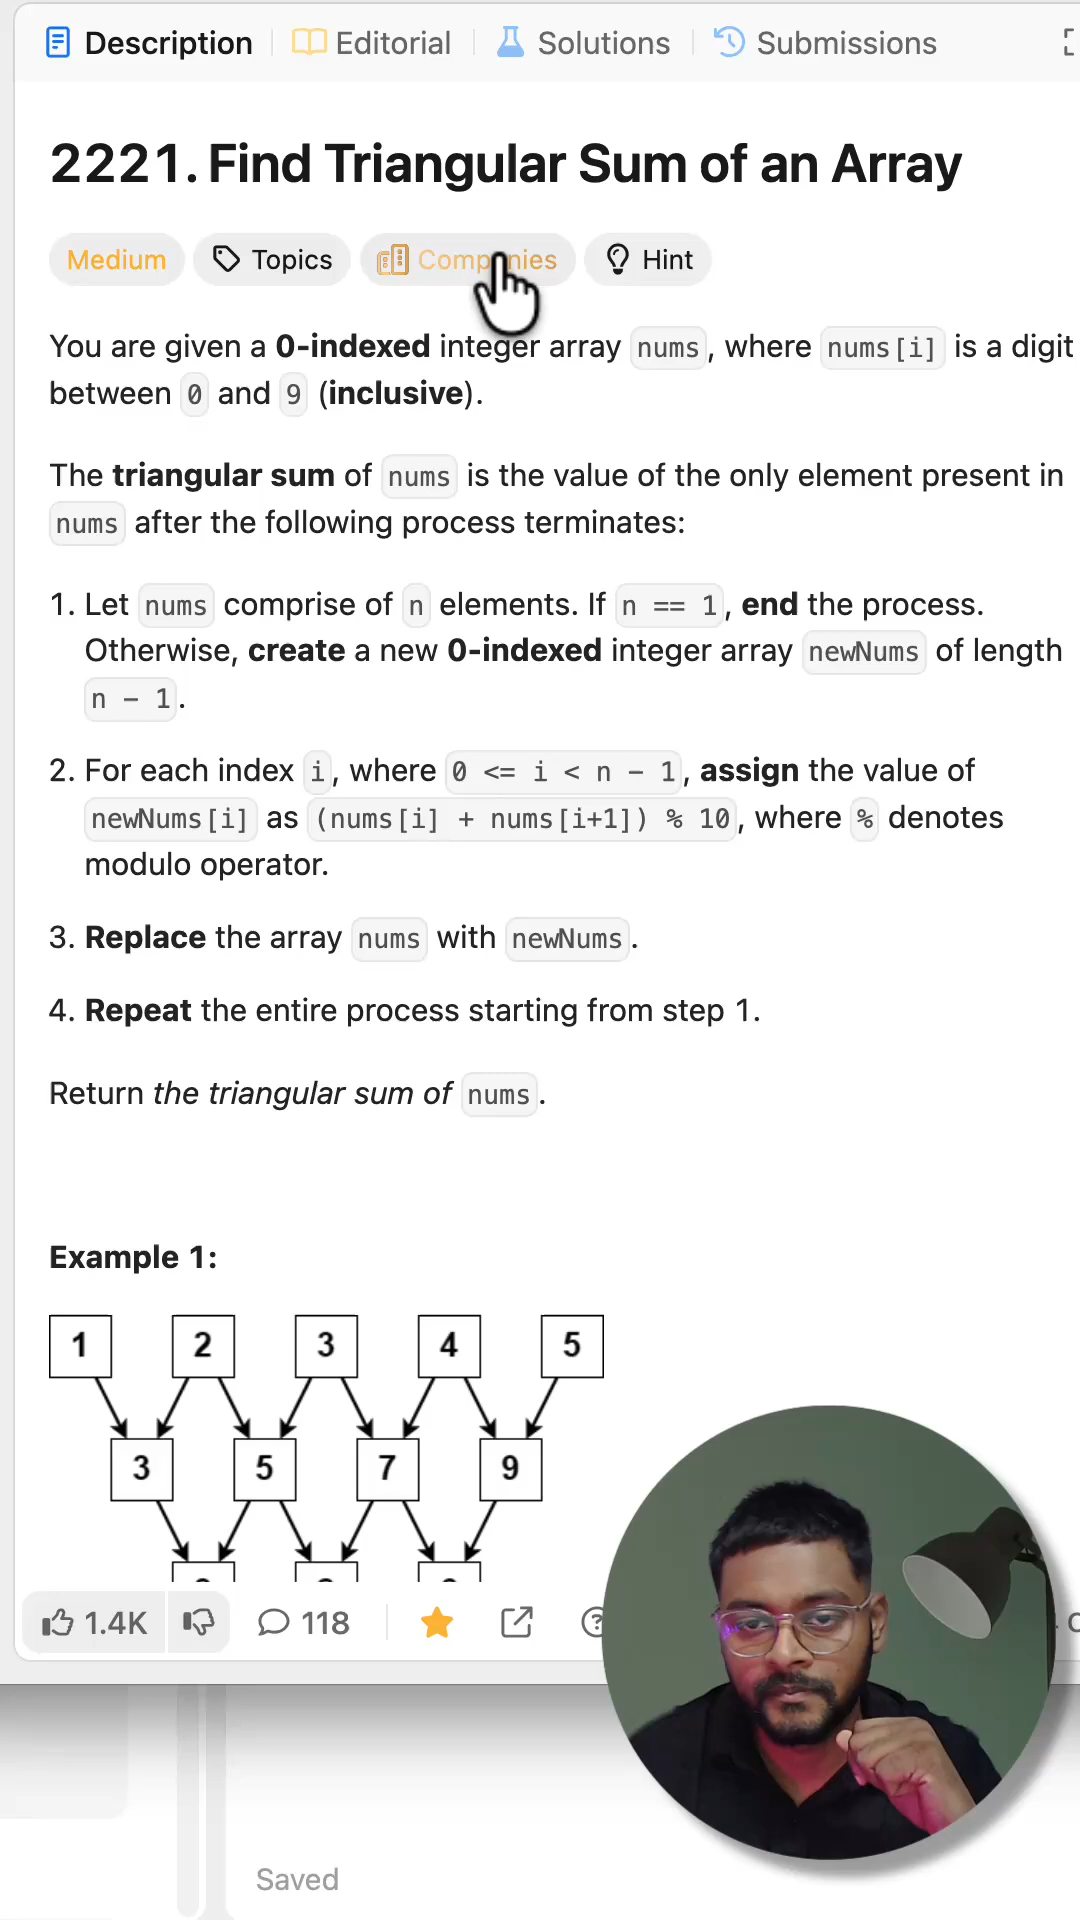 Description Editorial Solutions Submissions
2221. Find Triangular Sum of an Array
Medium Topics Companies Hint
You are given a 0-indexed integer array nums, where nums[i] is a digit
between 0 and 9 (inclusive).
The triangular sum of nums is the value of the only element present in
nums after the following process terminates:
1. Let nums comprise of n elements. If n == 1, end the process.
Otherwise, create a new 0-indexed integer array newNums of length
n - 1.
2. For each index i, where 0 <= i < n - 1, assign the value of
newNums[i] as (nums[i] + nums[i+1]) % 10, where % denotes
modulo operator.
3. Replace the array nums with newNums.
4. Repeat the entire process starting from step 1.
Return the triangular sum of nums.
Example 1:
1 2 3 4 5
3 5 7 9
1.4K 118
Saved